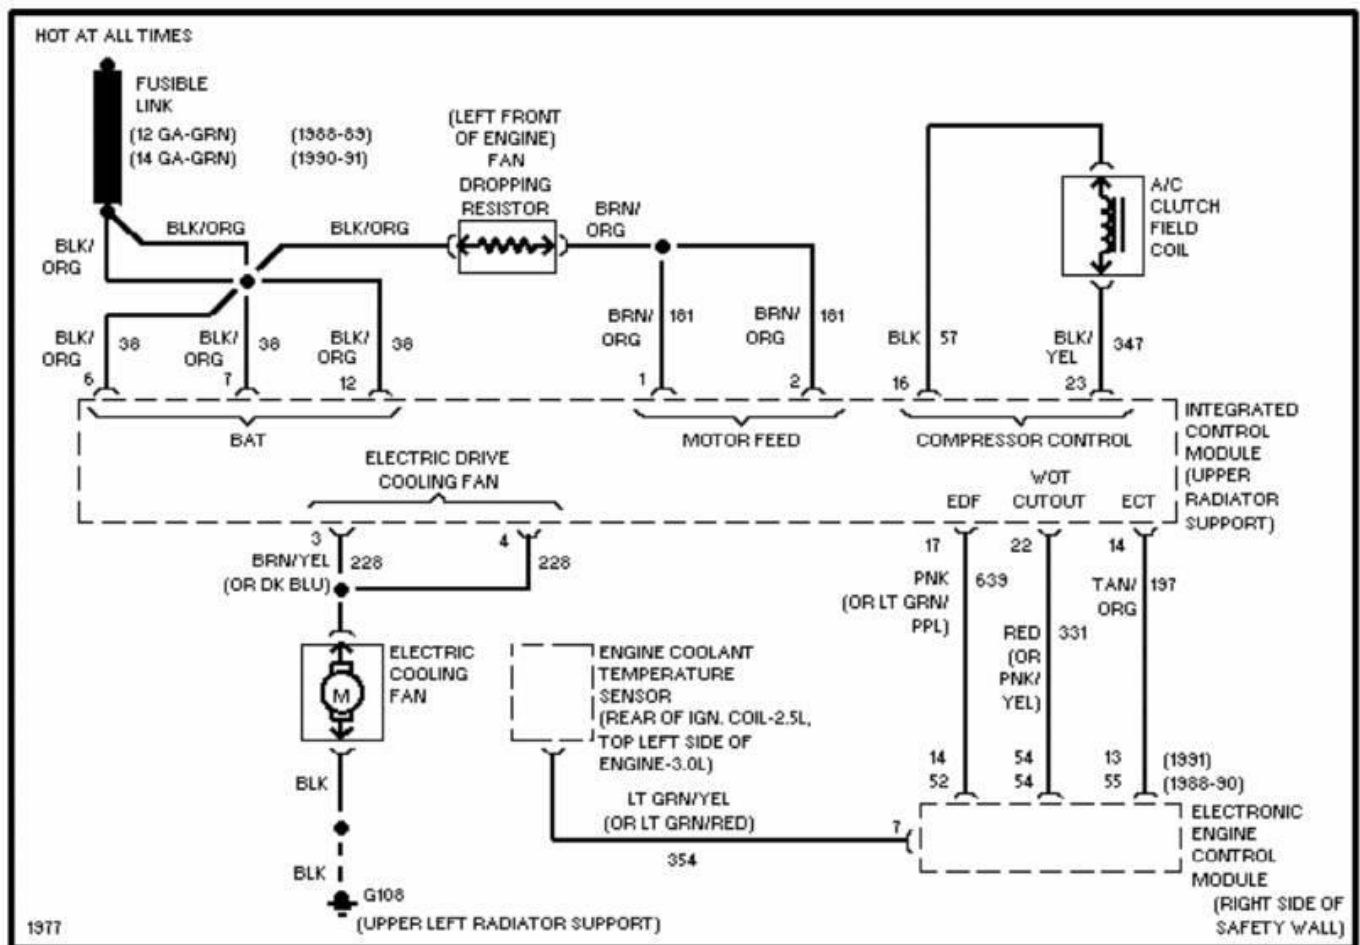 HOT AT ALL TIMES
FUSIBLE
LINK
(12 GA-GRN) (1988-89)
(14 GA-GRN) (1990-91)
(LEFT FRONT
OF ENGINE)
FAN
DROPPING
RESISTOR
A/C
CLUTCH
FIELD
COIL
BLK/
ORG
BLK/ORG
BLK/ORG
BRN/
ORG
BLK/
ORG
38
BLK/
ORG
38
BLK/
ORG
38
BRN/
ORG
181
BRN/
ORG
181
BLK
57
BLK/
YEL
347
6
7
12
1
2
16
23
BAT
MOTOR FEED
COMPRESSOR CONTROL
INTEGRATED
CONTROL
MODULE
(UPPER
RADIATOR
SUPPORT)
ELECTRIC DRIVE
COOLING FAN
EDF
WOT
CUTOUT
ECT
3
4
17
22
14
BRN/YEL
(OR DK BLU)
228
228
PNK
(OR LT GRN/
PPL)
639
RED
(OR
PNK/
YEL)
331
TAN/
ORG
197
M
ELECTRIC
COOLING
FAN
ENGINE COOLANT
TEMPERATURE
SENSOR
(REAR OF IGN. COIL-2.5L,
TOP LEFT SIDE OF
ENGINE-3.0L)
14 54 13 (1991)
52 54 55 (1988-90)
BLK
LT GRN/YEL
(OR LT GRN/RED)
354
7
ELECTRONIC
ENGINE
CONTROL
MODULE
(RIGHT SIDE OF
SAFETY WALL)
BLK
G108
(UPPER LEFT RADIATOR SUPPORT)
1977